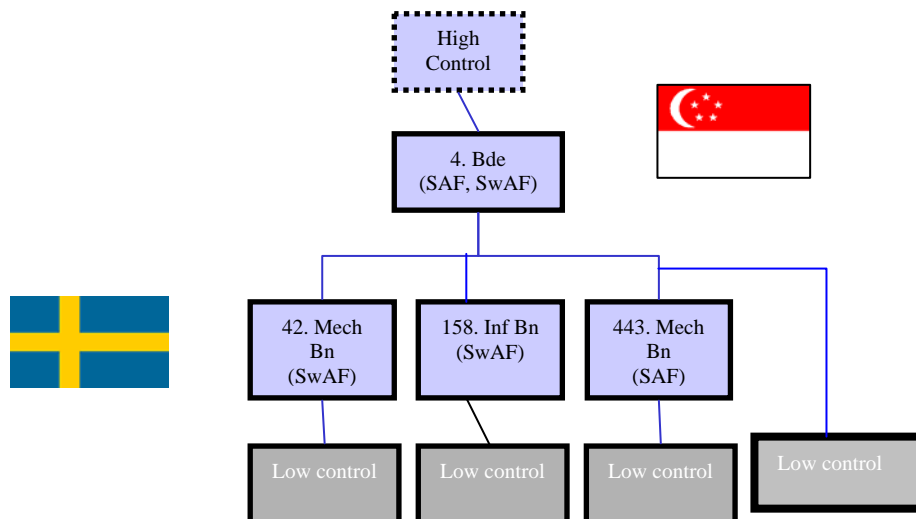 High
Control
4. Bde
(SAF, SwAF)
42. Mech
Bn
(SwAF)
158. Inf Bn
(SwAF)
443. Mech
Bn
(SAF)
Low control
Low control
Low control
Low control